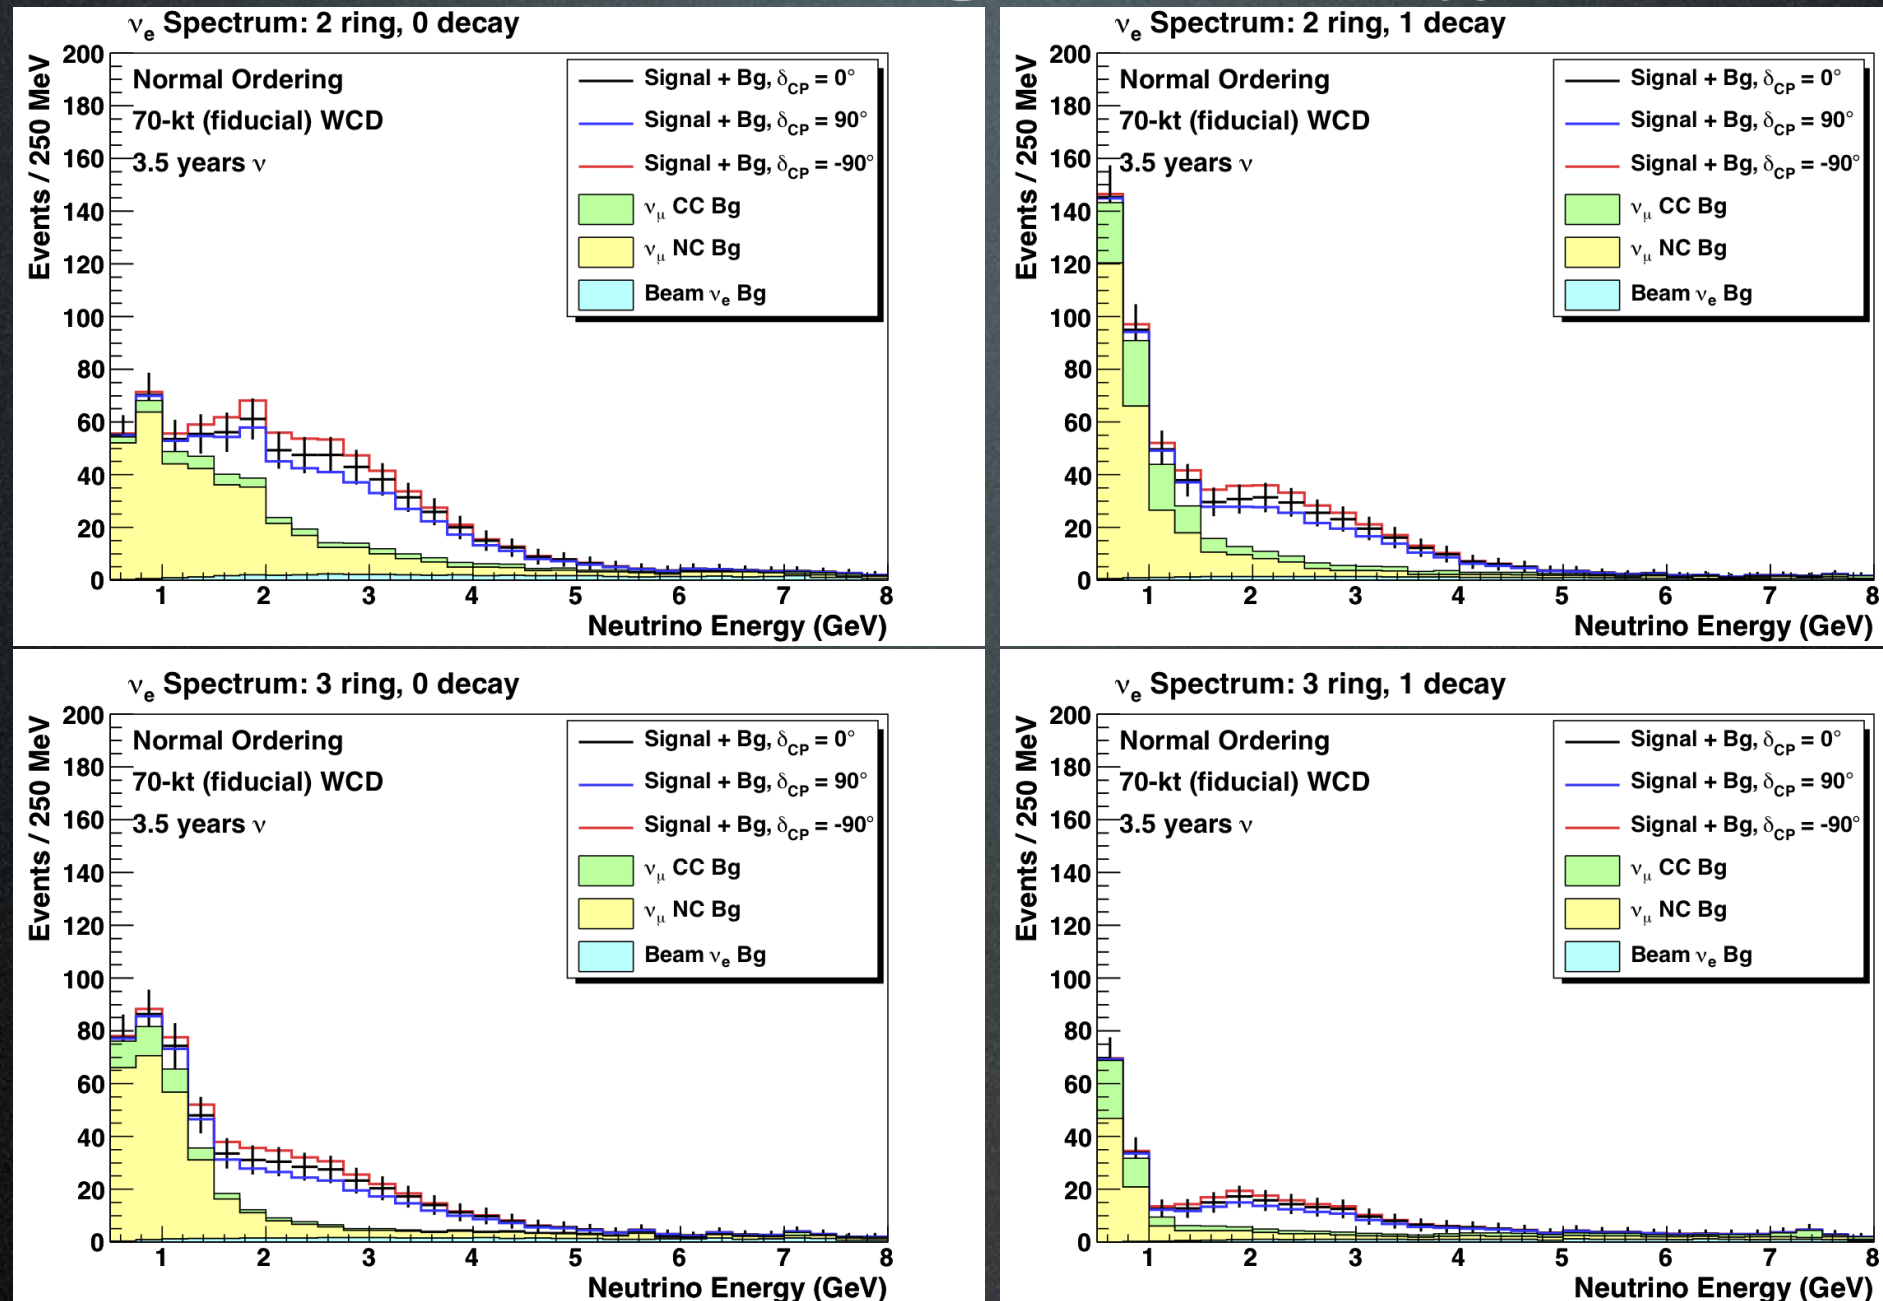 νe Spectrum: 2 ring, 0 decay
Events / 250 MeV
200
180
160
140
120
100
80
60
40
20
0
Normal Ordering
70-kt (fiducial) WCD
3.5 years ν
Signal + Bg, δCP = 0°
Signal + Bg, δCP = 90°
Signal + Bg, δCP = -90°
νμ CC Bg
νμ NC Bg
Beam νe Bg
1 2 3 4 5 6 7 8
Neutrino Energy (GeV)
νe Spectrum: 2 ring, 1 decay
Events / 250 MeV
200
180
160
140
120
100
80
60
40
20
0
Normal Ordering
70-kt (fiducial) WCD
3.5 years ν
Signal + Bg, δCP = 0°
Signal + Bg, δCP = 90°
Signal + Bg, δCP = -90°
νμ CC Bg
νμ NC Bg
Beam νe Bg
1 2 3 4 5 6 7 8
Neutrino Energy (GeV)
νe Spectrum: 3 ring, 0 decay
Events / 250 MeV
200
180
160
140
120
100
80
60
40
20
0
Normal Ordering
70-kt (fiducial) WCD
3.5 years ν
Signal + Bg, δCP = 0°
Signal + Bg, δCP = 90°
Signal + Bg, δCP = -90°
νμ CC Bg
νμ NC Bg
Beam νe Bg
1 2 3 4 5 6 7 8
Neutrino Energy (GeV)
νe Spectrum: 3 ring, 1 decay
Events / 250 MeV
200
180
160
140
120
100
80
60
40
20
0
Normal Ordering
70-kt (fiducial) WCD
3.5 years ν
Signal + Bg, δCP = 0°
Signal + Bg, δCP = 90°
Signal + Bg, δCP = -90°
νμ CC Bg
νμ NC Bg
Beam νe Bg
1 2 3 4 5 6 7 8
Neutrino Energy (GeV)